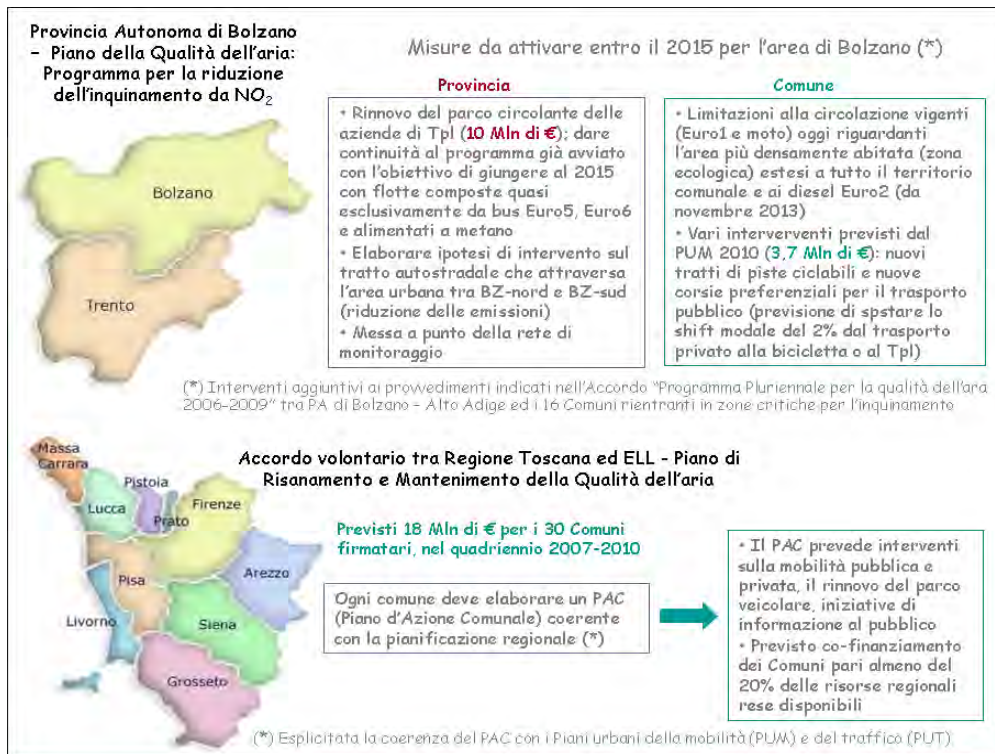 Provincia Autonoma di Bolzano
– Piano della Qualità dell'aria:
Programma per la riduzione
dell'inquinamento da NO2
Misure da attivare entro il 2015 per l'area di Bolzano (*)
Provincia
• Rinnovo del parco circolante delle
aziende di Tpl (10 Mln di €); dare
continuità al programma già avviato
con l'obiettivo di giungere al 2015
con flotte composte quasi
esclusivamente da bus Euro5, Euro6
e alimentati a metano
• Elaborare ipotesi di intervento sul
tratto autostradale che attraversa
l'area urbana tra BZ-nord e BZ-sud
(riduzione delle emissioni)
• Messa a punto della rete di
monitoraggio
Comune
• Limitazioni alla circolazione vigenti
(Euro1 e moto) oggi riguardanti
l'area più densamente abitata (zona
ecologica) estesi a tutto il territorio
comunale e ai diesel Euro2 (da
novembre 2013)
• Vari interverventi previsti dal
PUM 2010 (3,7 Mln di €): nuovi
tratti di piste ciclabili e nuove
corsie preferenziali per il trasporto
pubblico (previsione di spstare lo
shift modale del 2% dal trasporto
privato alla bicicletta o al Tpl)
Bolzano
Trento
(*) Interventi aggiuntivi ai provvedimenti indicati nell'Accordo "Programma Pluriennale per la qualità dell'ara
2006-2009" tra PA di Bolzano – Alto Adige ed i 16 Comuni rientranti in zone critiche per l'inquinamento
Accordo volontario tra Regione Toscana ed ELL - Piano di
Risanamento e Mantenimento della Qualità dell'aria
Massa
Carrara
Pistoia
Lucca
Prato
Firenze
Pisa
Arezzo
Livorno
Siena
Grosseto
Previsti 18 Mln di € per i 30 Comuni
firmatari, nel quadriennio 2007-2010
Ogni comune deve elaborare un PAC
(Piano d'Azione Comunale) coerente
con la pianificazione regionale (*)
• Il PAC prevede interventi
sulla mobilità pubblica e
privata, il rinnovo del parco
veicolare, iniziative di
informazione al pubblico
• Previsto co-finanziamento
dei Comuni pari almeno del
20% delle risorse regionali
rese disponibili
(*) Esplicitata la coerenza del PAC con i Piani urbani della mobilità (PUM) e del traffico (PUT)